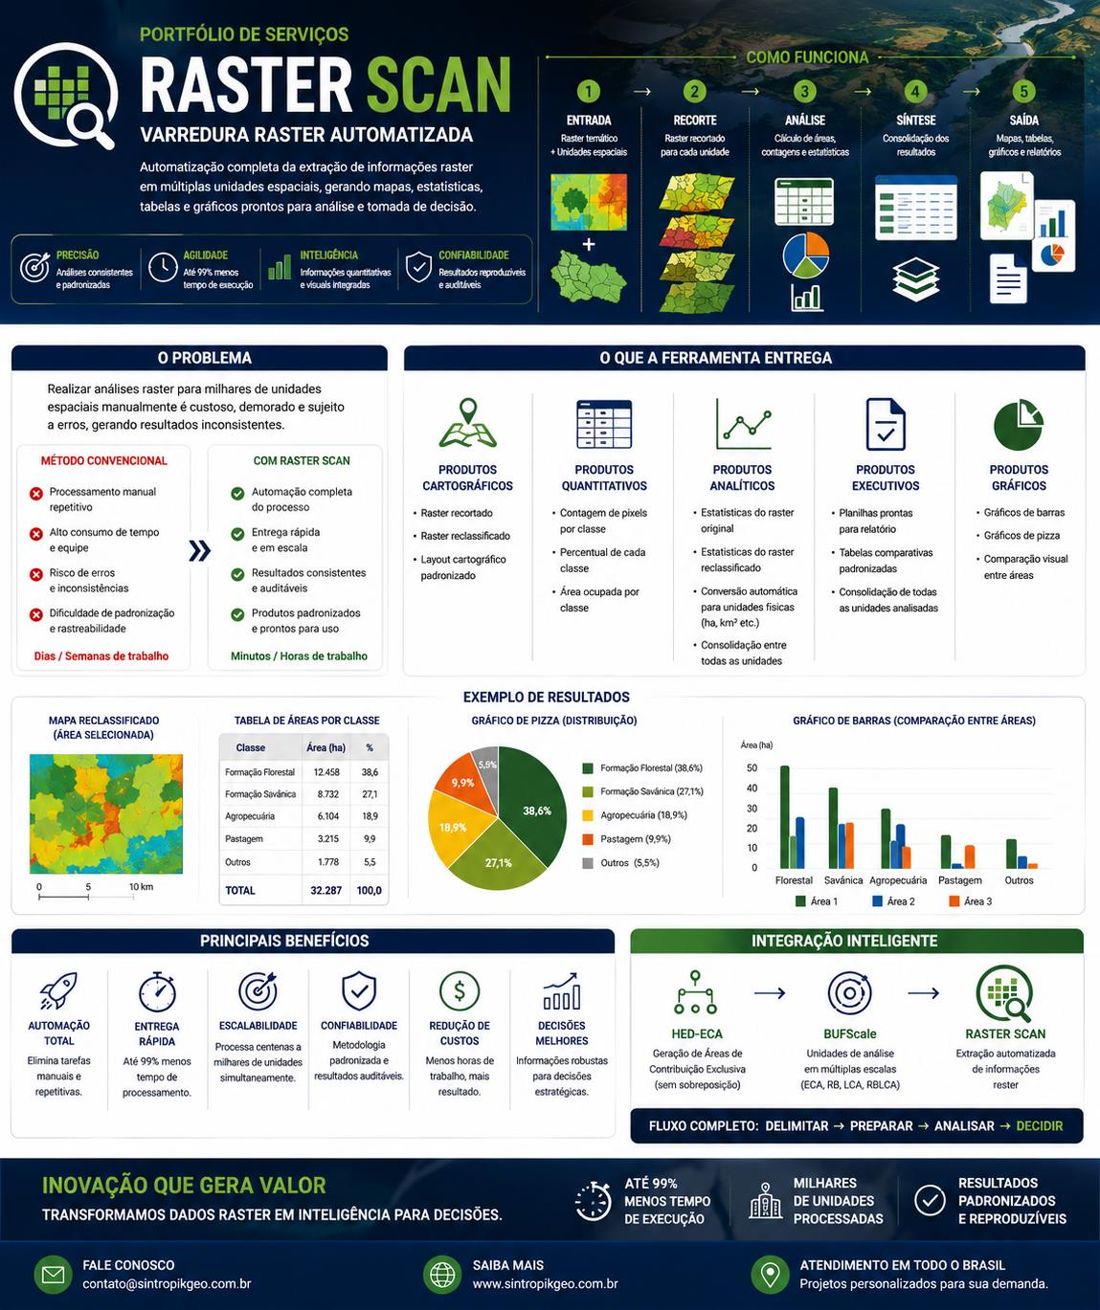 PORTFÓLIO DE SERVIÇOS
RASTER SCAN
VARREDURA RASTER AUTOMATIZADA
Automatização completa da extração de informações raster
em múltiplas unidades espaciais, gerando mapas, estatísticas,
tabelas e gráficos prontos para análise e tomada de decisão.
PRECISÃO
Análises consistentes
e padronizadas
AGILIDADE
Até 99% menos
tempo de execução
INTELIGÊNCIA
Informações quantitativas
e visuais integradas
CONFIABILIDADE
Resultados reproduzíveis
e auditáveis
COMO FUNCIONA
1
ENTRADA
Raster temático
+ Unidades espaciais
+
2
RECORTE
Raster recortado
para cada unidade
3
ANÁLISE
Cálculo de áreas,
contagens e estatísticas
4
SÍNTESE
Consolidação dos
resultados
5
SAÍDA
Mapas, tabelas,
gráficos e relatórios
O PROBLEMA
Realizar análises raster para milhares de unidades
espaciais manualmente é custoso, demorado e sujeito
a erros, gerando resultados inconsistentes.
MÉTODO CONVENCIONAL
Processamento manual
repetitivo
Alto consumo de tempo
e equipe
Risco de erros
e inconsistências
Dificuldade de padronização
e rastreabilidade
Dias / Semanas de trabalho
COM RASTER SCAN
Automação completa
do processo
Entrega rápida
e em escala
Resultados consistentes
e auditáveis
Produtos padronizados
e prontos para uso
Minutos / Horas de trabalho
O QUE A FERRAMENTA ENTREGA
PRODUTOS
CARTOGRÁFICOS
• Raster recortado
• Raster reclassificado
• Layout cartográfico
padronizado
PRODUTOS
QUANTITATIVOS
• Contagem de pixels
por classe
• Percentual de cada
classe
• Área ocupada por
classe
PRODUTOS
ANALÍTICOS
• Estatísticas do raster
original
• Estatísticas do raster
reclassificado
• Conversão automática
para unidades físicas
(ha, km² etc.)
• Consolidação entre
todas as unidades
PRODUTOS
EXECUTIVOS
• Planilhas prontas
para relatório
• Tabelas comparativas
padronizadas
• Consolidação de todas
as unidades analisadas
PRODUTOS
GRÁFICOS
• Gráficos de barras
• Gráficos de pizza
• Comparação visual
entre áreas
EXEMPLO DE RESULTADOS
MAPA RECLASSIFICADO
(ÁREA SELECIONADA)
0 5 10 km
TABELA DE ÁREAS POR CLASSE
Classe Área (ha) %
Formação Florestal 12.458 38,6
Formação Savânica 8.732 27,1
Agropecuária 6.104 18,9
Pastagem 3.215 9,9
Outros 1.778 5,5
TOTAL 32.287 100,0
GRÁFICO DE PIZZA (DISTRIBUIÇÃO)
5,5%
9,9%
38,6%
18,9%
27,1%
Formação Florestal (38,6%)
Formação Savânica (27,1%)
Agropecuária (18,9%)
Pastagem (9,9%)
Outros (5,5%)
GRÁFICO DE BARRAS (COMPARAÇÃO ENTRE ÁREAS)
Área (ha)
50
40
30
20
10
0
Florestal Savânica Agropecuária Pastagem Outros
Área 1 Área 2 Área 3
PRINCIPAIS BENEFÍCIOS
AUTOMAÇÃO
TOTAL
Elimina tarefas
manuais e
repetitivas.
ENTREGA
RÁPIDA
Até 99% menos
tempo de
processamento.
ESCALABILIDADE
Processa centenas a
milhares de unidades
simultaneamente.
CONFIABILIDADE
Metodologia
padronizada e
resultados auditáveis.
$
REDUÇÃO DE
CUSTOS
Menos horas de
trabalho, mais
resultado.
DECISÕES
MELHORES
Informações robustas
para decisões
estratégicas.
INTEGRAÇÃO INTELIGENTE
HED-ECA
Geração de Áreas de
Contribuição Exclusiva
(sem sobreposição)
BUFScale
Unidades de análise
em múltiplas escalas
(ECA, RB, LCA, RBLCA)
RASTER SCAN
Extração automatizada
de informações
rester
FLUXO COMPLETO: DELIMITAR → PREPARAR → ANALISAR → DECIDIR
INOVAÇÃO QUE GERA VALOR
TRANSFORMAMOS DADOS RASTER EM INTELIGÊNCIA PARA DECISÕES.
ATÉ 99%
MENOS TEMPO
DE EXECUÇÃO
MILHARES
DE UNIDADES
PROCESSADAS
RESULTADOS
PADRONIZADOS
E REPRODUZÍVEIS
FALE CONOSCO
contato@sintropikgeo.com.br
SAIBA MAIS
www.sintropikgeo.com.br
ATENDIMENTO EM TODO O BRASIL
Projetos personalizados para sua demanda.